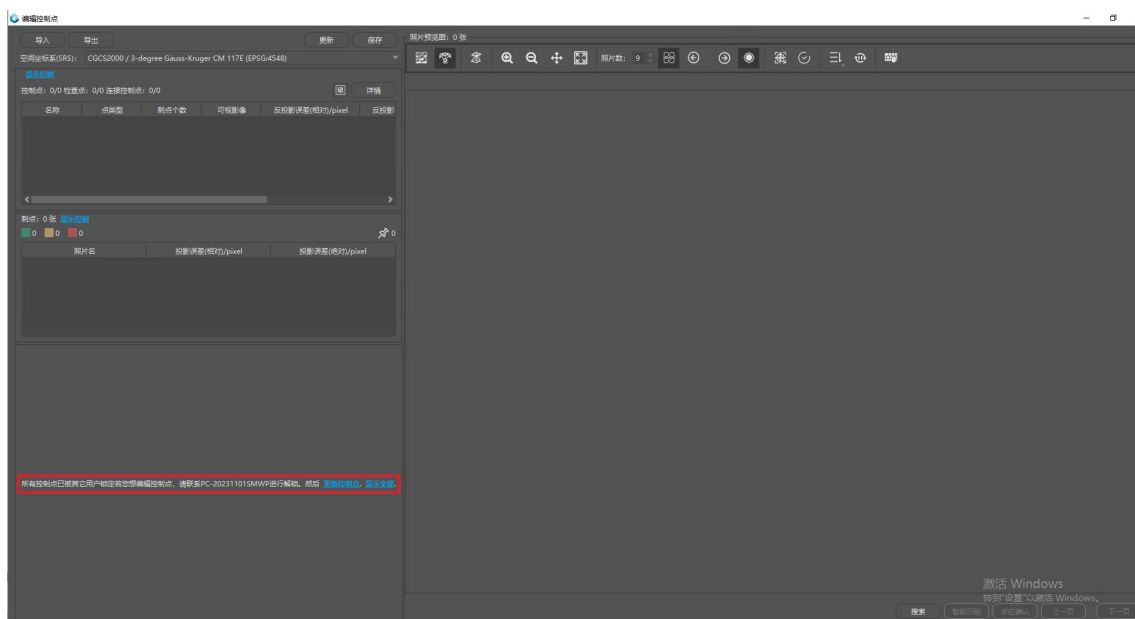 编辑控制点
导入 导出 更新 保存
空间坐标系(SRS): CGCS2000 / 3-degree Gauss-Kruger CM 117E (EPSG:4548)
显示控制
控制点: 0/0 检查点: 0/0 连接控制点: 0/0 详情
名称 点类型 刺点个数 可视影像 反投影误差(相对)/pixel 反投影
刺点: 0 张 显示控制
0 0 0 0
照片名 投影误差(相对)/pixel 投影误差(绝对)/pixel
所有控制点已被其它用户锁定若您想编辑控制点, 请联系PC-20231101SMWP进行解锁。然后 更新控制点. 显示全部.
照片预览图: 0 张
照片数: 9
激活 Windows
转到"设置"以激活 Windows。
搜索 智能识别 点位确认 上一页 下一页